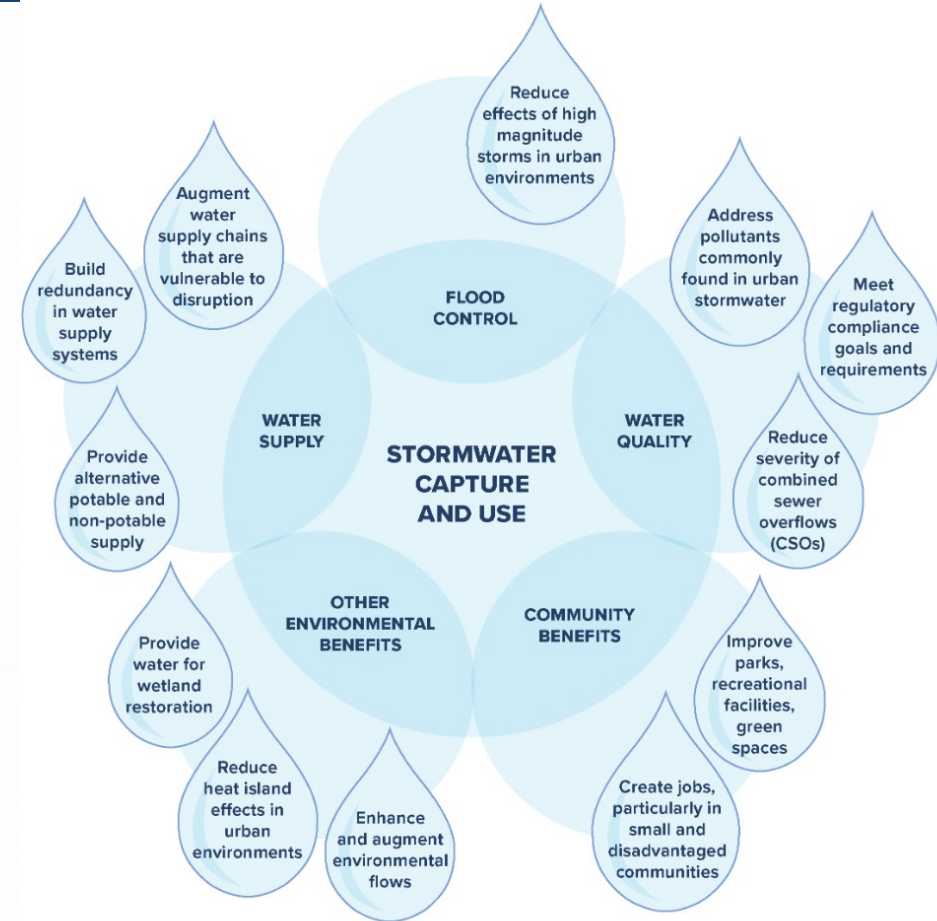 Reduce
effects of high
magnitude
storms in urban
environments
Augment
water
supply chains
that are
vulnerable to
disruption
Build
redundancy
in water
supply
systems
Provide
alternative
potable and
non-potable
supply
Address
pollutants
commonly
found in urban
stormwater
Meet
regulatory
compliance
goals and
requirements
Reduce
severity of
combined
sewer
overflows
(CSOs)
FLOOD
CONTROL
WATER
SUPPLY
WATER
QUALITY
STORMWATER
CAPTURE
AND USE
OTHER
ENVIRONMENTAL
BENEFITS
COMMUNITY
BENEFITS
Provide
water for
wetland
restoration
Reduce
heat island
effects in
urban
environments
Enhance
and augment
environmental
flows
Improve
parks,
recreational
facilities,
green
spaces
Create jobs,
particularly in
small and
disadvantaged
communities